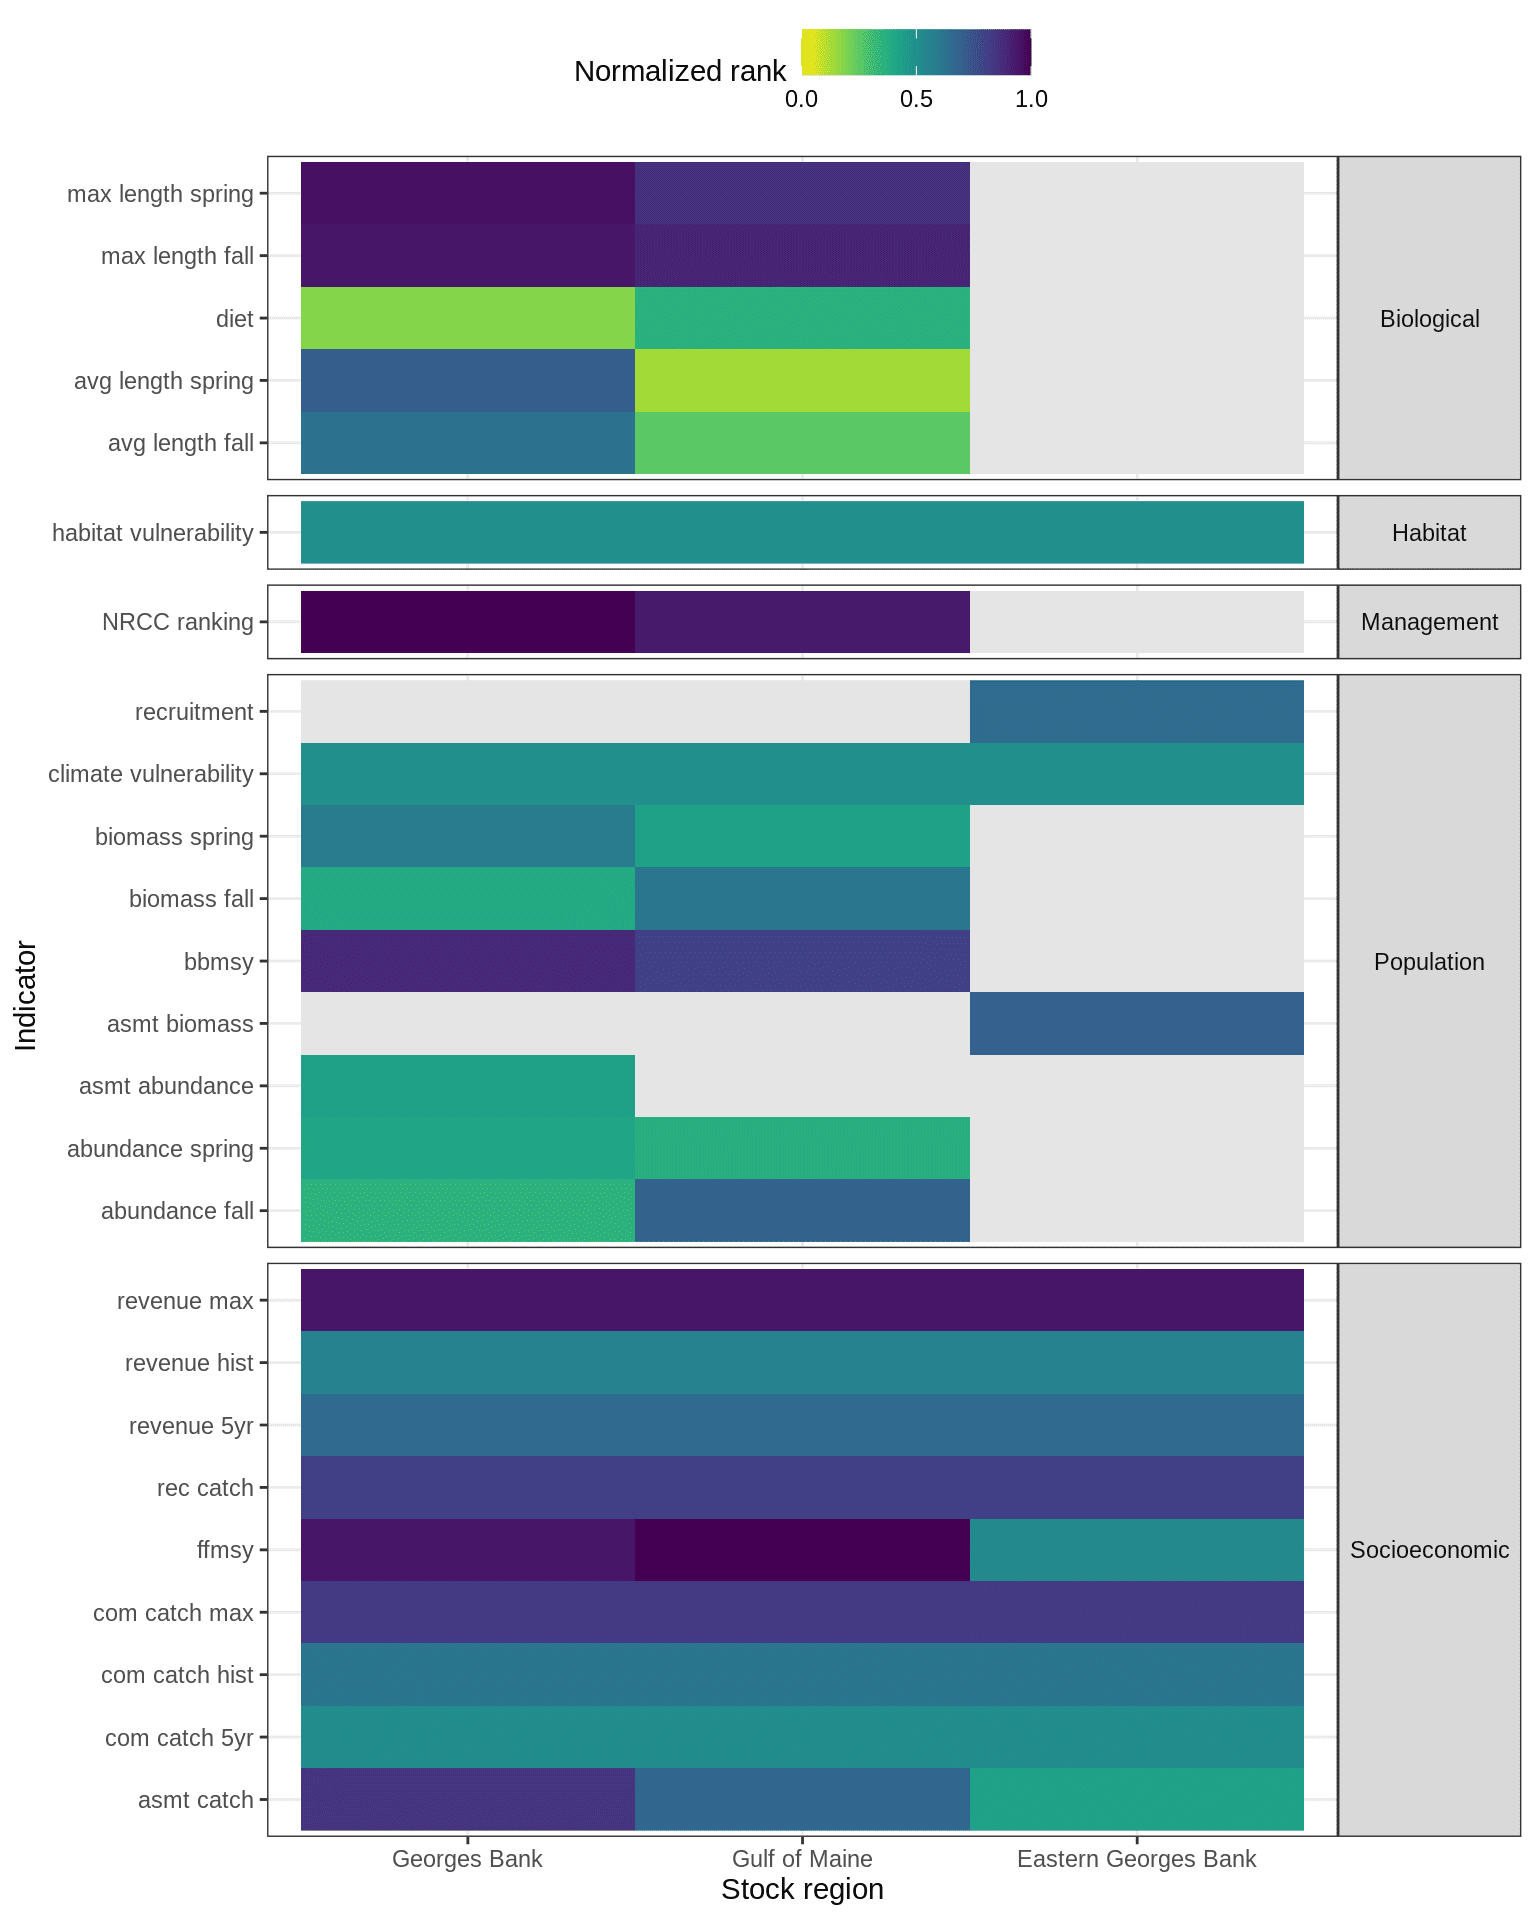 Normalized rank
0.0 0.5 1.0
max length spring
max length fall
diet
avg length spring
avg length fall
Biological
habitat vulnerability
Habitat
NRCC ranking
Management
recruitment
climate vulnerability
biomass spring
biomass fall
bbmsy
asmt biomass
asmt abundance
abundance spring
abundance fall
Population
Indicator
revenue max
revenue hist
revenue 5yr
rec catch
ffmsy
com catch max
com catch hist
com catch 5yr
asmt catch
Socioeconomic
Georges Bank Gulf of Maine Eastern Georges Bank
Stock region